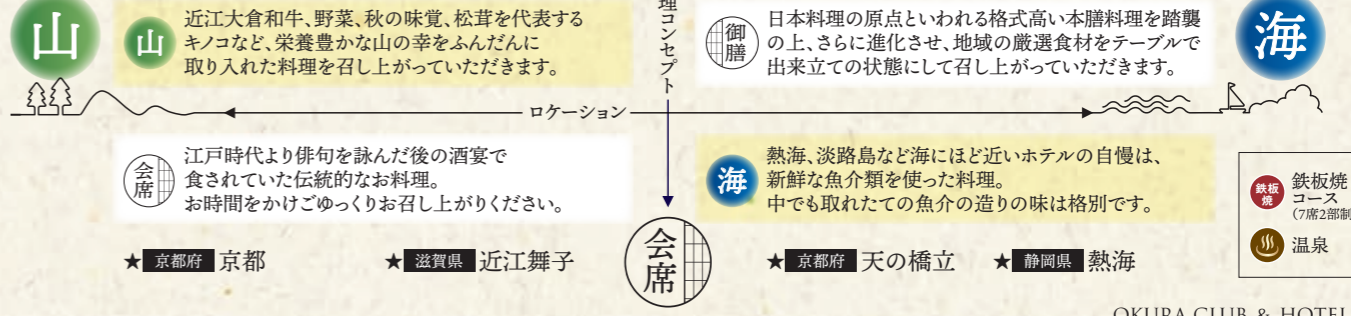 山
山
近江大倉和牛、野菜、秋の味覚、松茸を代表する
キノコなど、栄養豊かな山の幸をふんだんに
取り入れた料理を召し上がっていただきます。
理コンセプト
御膳
日本料理の原点といわれる格式高い本膳料理を踏襲
の上、さらに進化させ、地域の厳選食材をテーブルで
出来立ての状態にして召し上がっていただきます。
海
ロケーション
会席
江戸時代より俳句を詠んだ後の酒宴で
食されていた伝統的なお料理。
お時間をかけごゆっくりお召し上がりください。
海
熱海、淡路島など海にほど近いホテルの自慢は、
新鮮な魚介類を使った料理。
中でも取れたての魚介の造りの味は格別です。
鉄板焼
鉄板焼
コース
(7席2部制
温泉
★ 京都府 京都
★ 滋賀県 近江舞子
会席
★ 京都府 天の橋立
★ 静岡県 熱海
OKURA CLUB & HOTEL